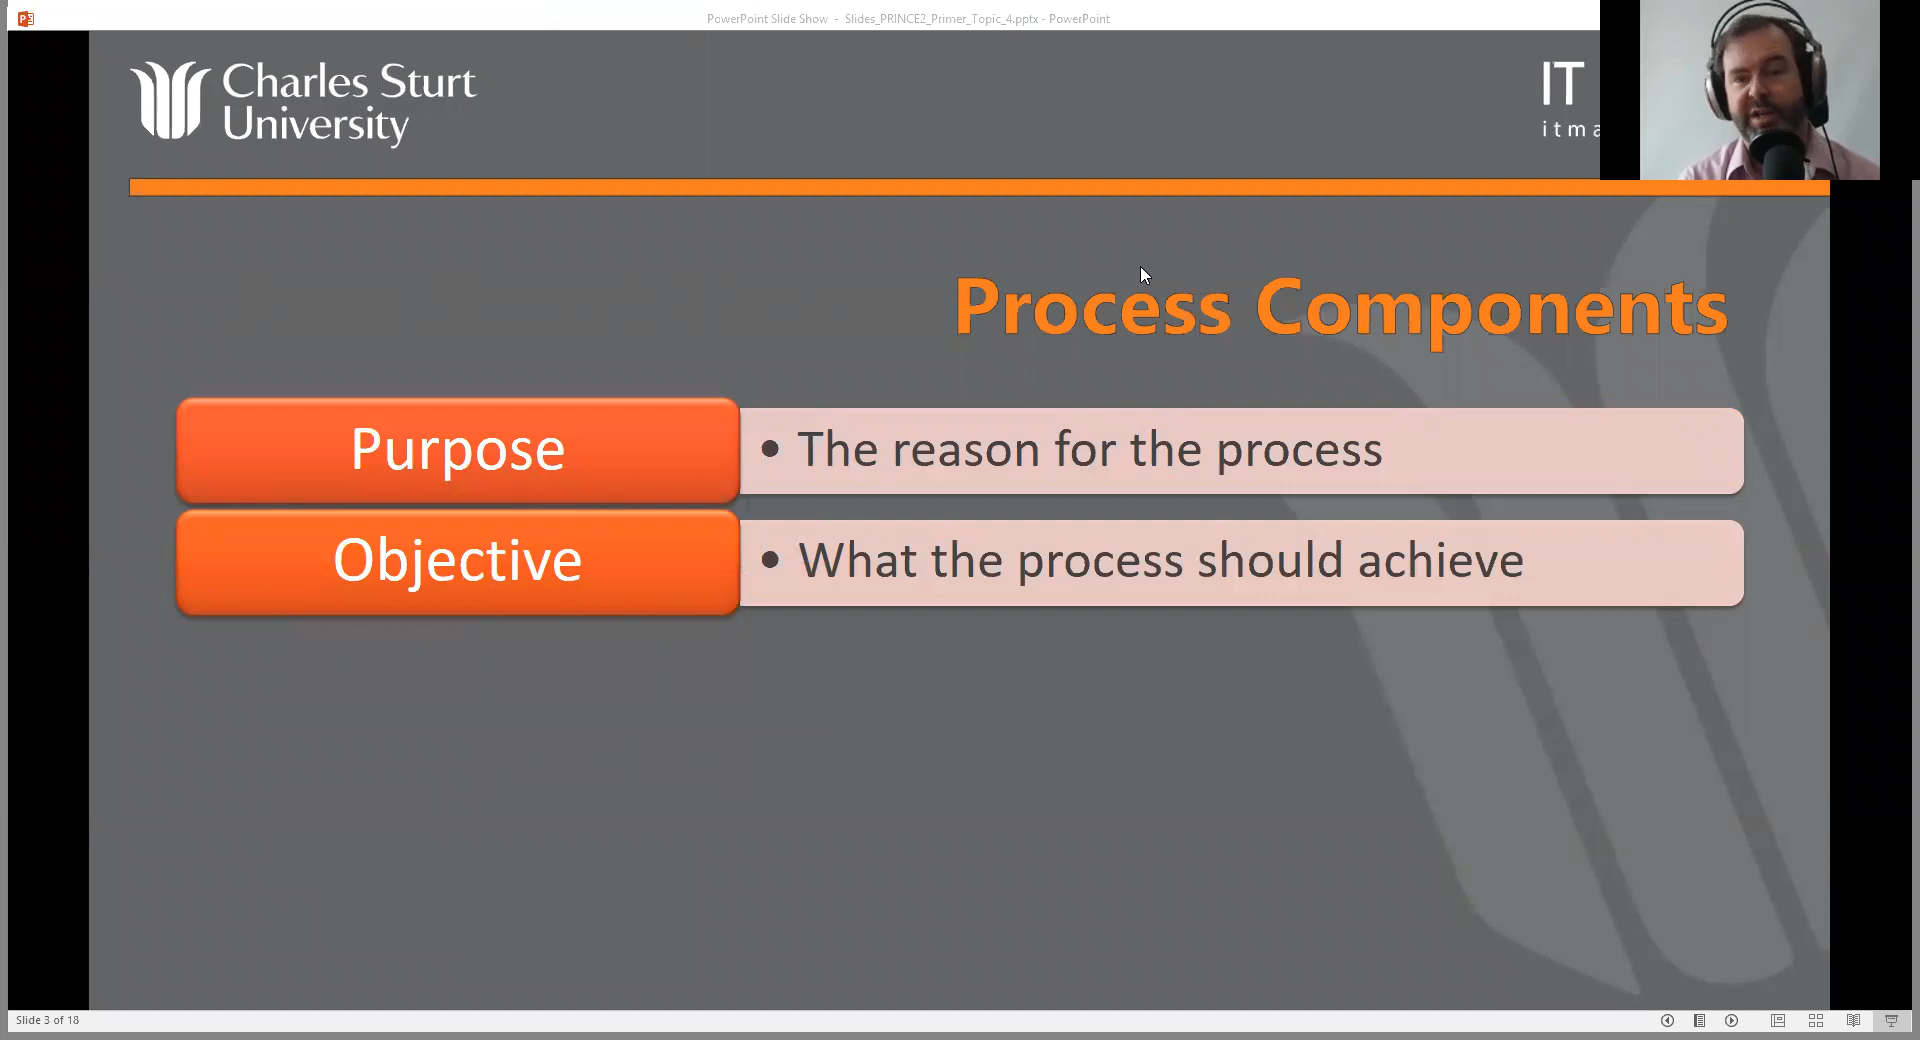 PowerPoint Slide Show - Slides_PRINCE2_Primer_Topic_4.pptx - PowerPoint
Charles Sturt
University
IT
itma
Process Components
Purpose
• The reason for the process
Objective
• What the process should achieve
Slide 3 of 18